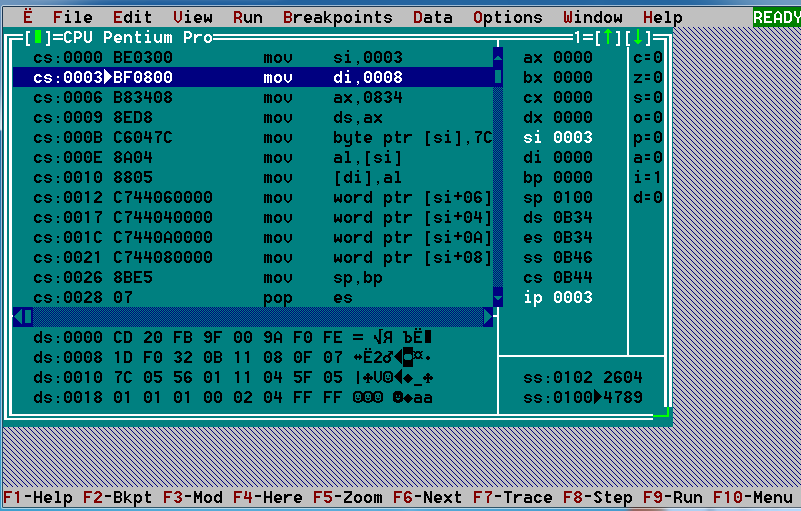 Ё File Edit View Run Breakpoints Data Options Window Help READY
[■]=CPU Pentium Pro 1=[↑][↓]
cs:0000 BE0300 mov si,0003 ax 0000 c=0
cs:0003►BF0800 mov di,0008 bx 0000 z=0
cs:0006 B83408 mov ax,0834 cx 0000 s=0
cs:0009 8ED8 mov ds,ax dx 0000 o=0
cs:000B C6047C mov byte ptr [si],7C si 0003 p=0
cs:000E 8A04 mov al,[si] di 0000 a=0
cs:0010 8805 mov [di],al bp 0000 i=1
cs:0012 C744060000 mov word ptr [si+06] sp 0100 d=0
cs:0017 C744040000 mov word ptr [si+04] ds 0B34
cs:001C C7440A0000 mov word ptr [si+0A] es 0B34
cs:0021 C744080000 mov word ptr [si+08] ss 0B46
cs:0026 8BE5 mov sp,bp cs 0B44
cs:0028 07 pop es ip 0003
ds:0000 CD 20 FB 9F 00 9A F0 FE = √Я ЪЁ■
ds:0008 1D F0 32 0B 11 08 0F 07 ↔Ё2♂◄◘☼•
ds:0010 7C 05 56 01 11 04 5F 05 |♣V☺◄♦_♣ ss:0102 2604
ds:0018 01 01 01 00 02 04 FF FF ☺☺☺ ☻♦аа ss:0100►4789
F1-Help F2-Bkpt F3-Mod F4-Here F5-Zoom F6-Next F7-Trace F8-Step F9-Run F10-Menu